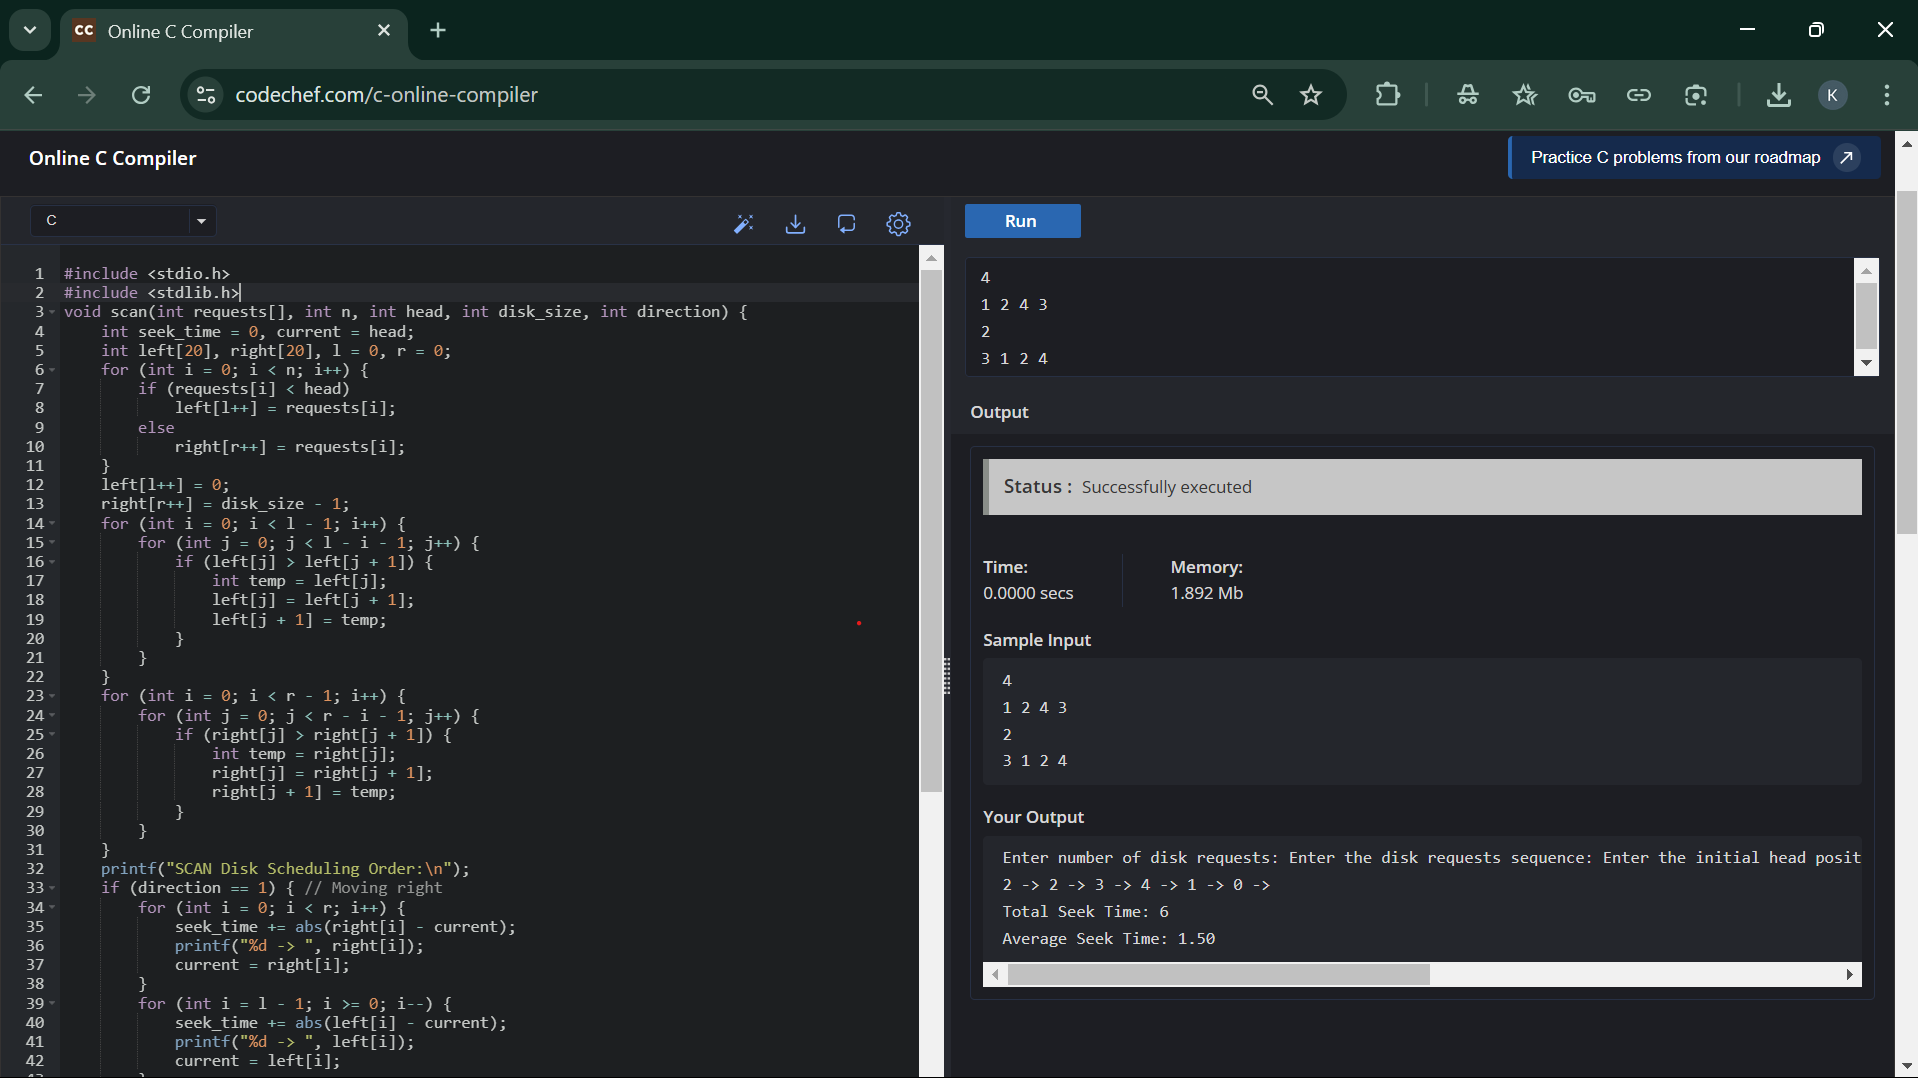 CC Online C Compiler
codechef.com/c-online-compiler
K
Online C Compiler
Practice C problems from our roadmap
C
Run
1 #include <stdio.h>
2 #include <stdlib.h>
3 void scan(int requests[], int n, int head, int disk_size, int direction) {
4 int seek_time = 0, current = head;
5 int left[20], right[20], l = 0, r = 0;
6 for (int i = 0; i < n; i++) {
7 if (requests[i] < head)
8 left[l++] = requests[i];
9 else
10 right[r++] = requests[i];
11 }
12 left[l++] = 0;
13 right[r++] = disk_size - 1;
14 for (int i = 0; i < l - 1; i++) {
15 for (int j = 0; j < l - i - 1; j++) {
16 if (left[j] > left[j + 1]) {
17 int temp = left[j];
18 left[j] = left[j + 1];
19 left[j + 1] = temp;
20 }
21 }
22 }
23 for (int i = 0; i < r - 1; i++) {
24 for (int j = 0; j < r - i - 1; j++) {
25 if (right[j] > right[j + 1]) {
26 int temp = right[j];
27 right[j] = right[j + 1];
28 right[j + 1] = temp;
29 }
30 }
31 }
32 printf("SCAN Disk Scheduling Order:\n");
33 if (direction == 1) { // Moving right
34 for (int i = 0; i < r; i++) {
35 seek_time += abs(right[i] - current);
36 printf("%d -> ", right[i]);
37 current = right[i];
38 }
39 for (int i = l - 1; i >= 0; i--) {
40 seek_time += abs(left[i] - current);
41 printf("%d -> ", left[i]);
42 current = left[i];
4
1 2 4 3
2
3 1 2 4
Output
Status : Successfully executed
Time:
0.0000 secs
Memory:
1.892 Mb
Sample Input
4
1 2 4 3
2
3 1 2 4
Your Output
Enter number of disk requests: Enter the disk requests sequence: Enter the initial head posit
2 -> 2 -> 3 -> 4 -> 1 -> 0 ->
Total Seek Time: 6
Average Seek Time: 1.50